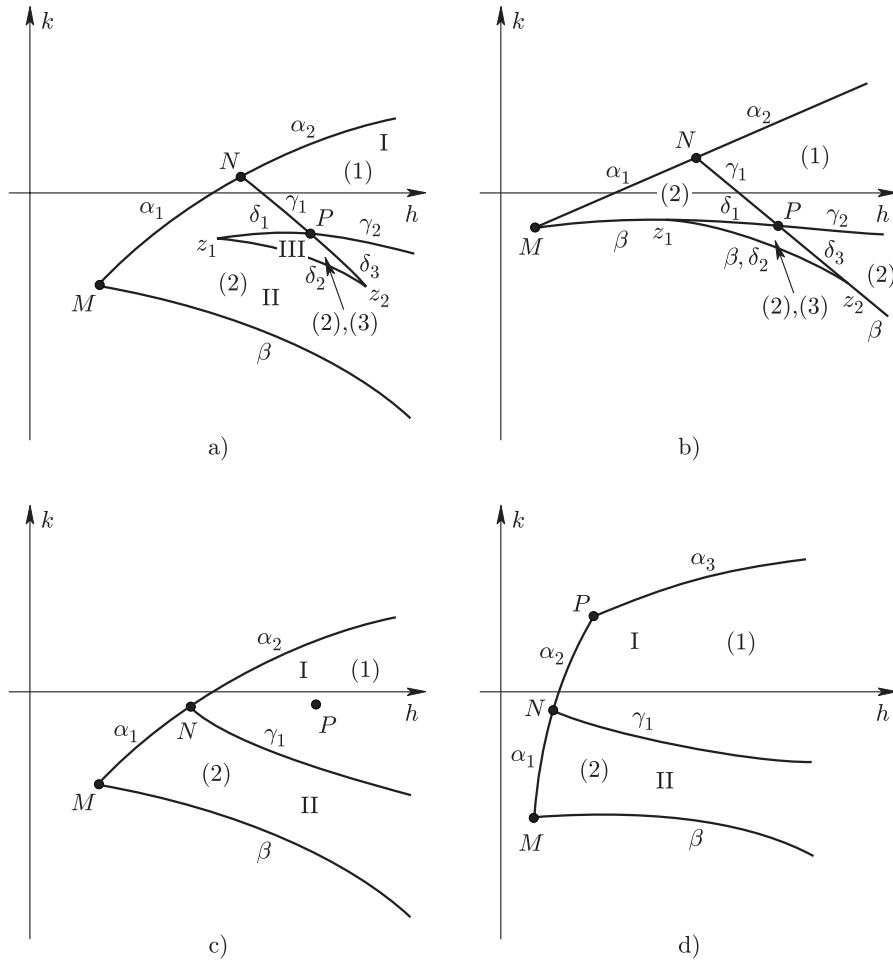 k
α₂
I
N
(1)
γ₁
h
α₁
δ₁
P
γ₂
z₁
III
δ₃
M
(2)
II
δ₂
z₂
(2),(3)
β
a)
k
α₂
N
(1)
α₁
γ₁
(2)
h
δ₁
P
γ₂
M
β
z₁
β, δ₂
δ₃
(2)
z₂
(2),(3)
β
b)
k
α₂
I
(1)
h
α₁
N
P
γ₁
(2)
M
II
β
c)
k
α₃
P
I
(1)
α₂
N
h
γ₁
α₁
(2)
II
M
β
d)